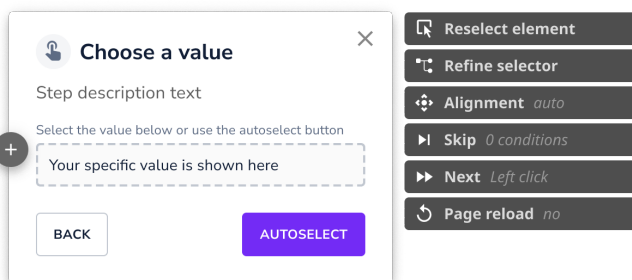 Choose a value
Step description text
Select the value below or use the autoselect button
Your specific value is shown here
BACK
AUTOSELECT
Reselect element
Refine selector
Alignment auto
Skip 0 conditions
Next Left click
Page reload no